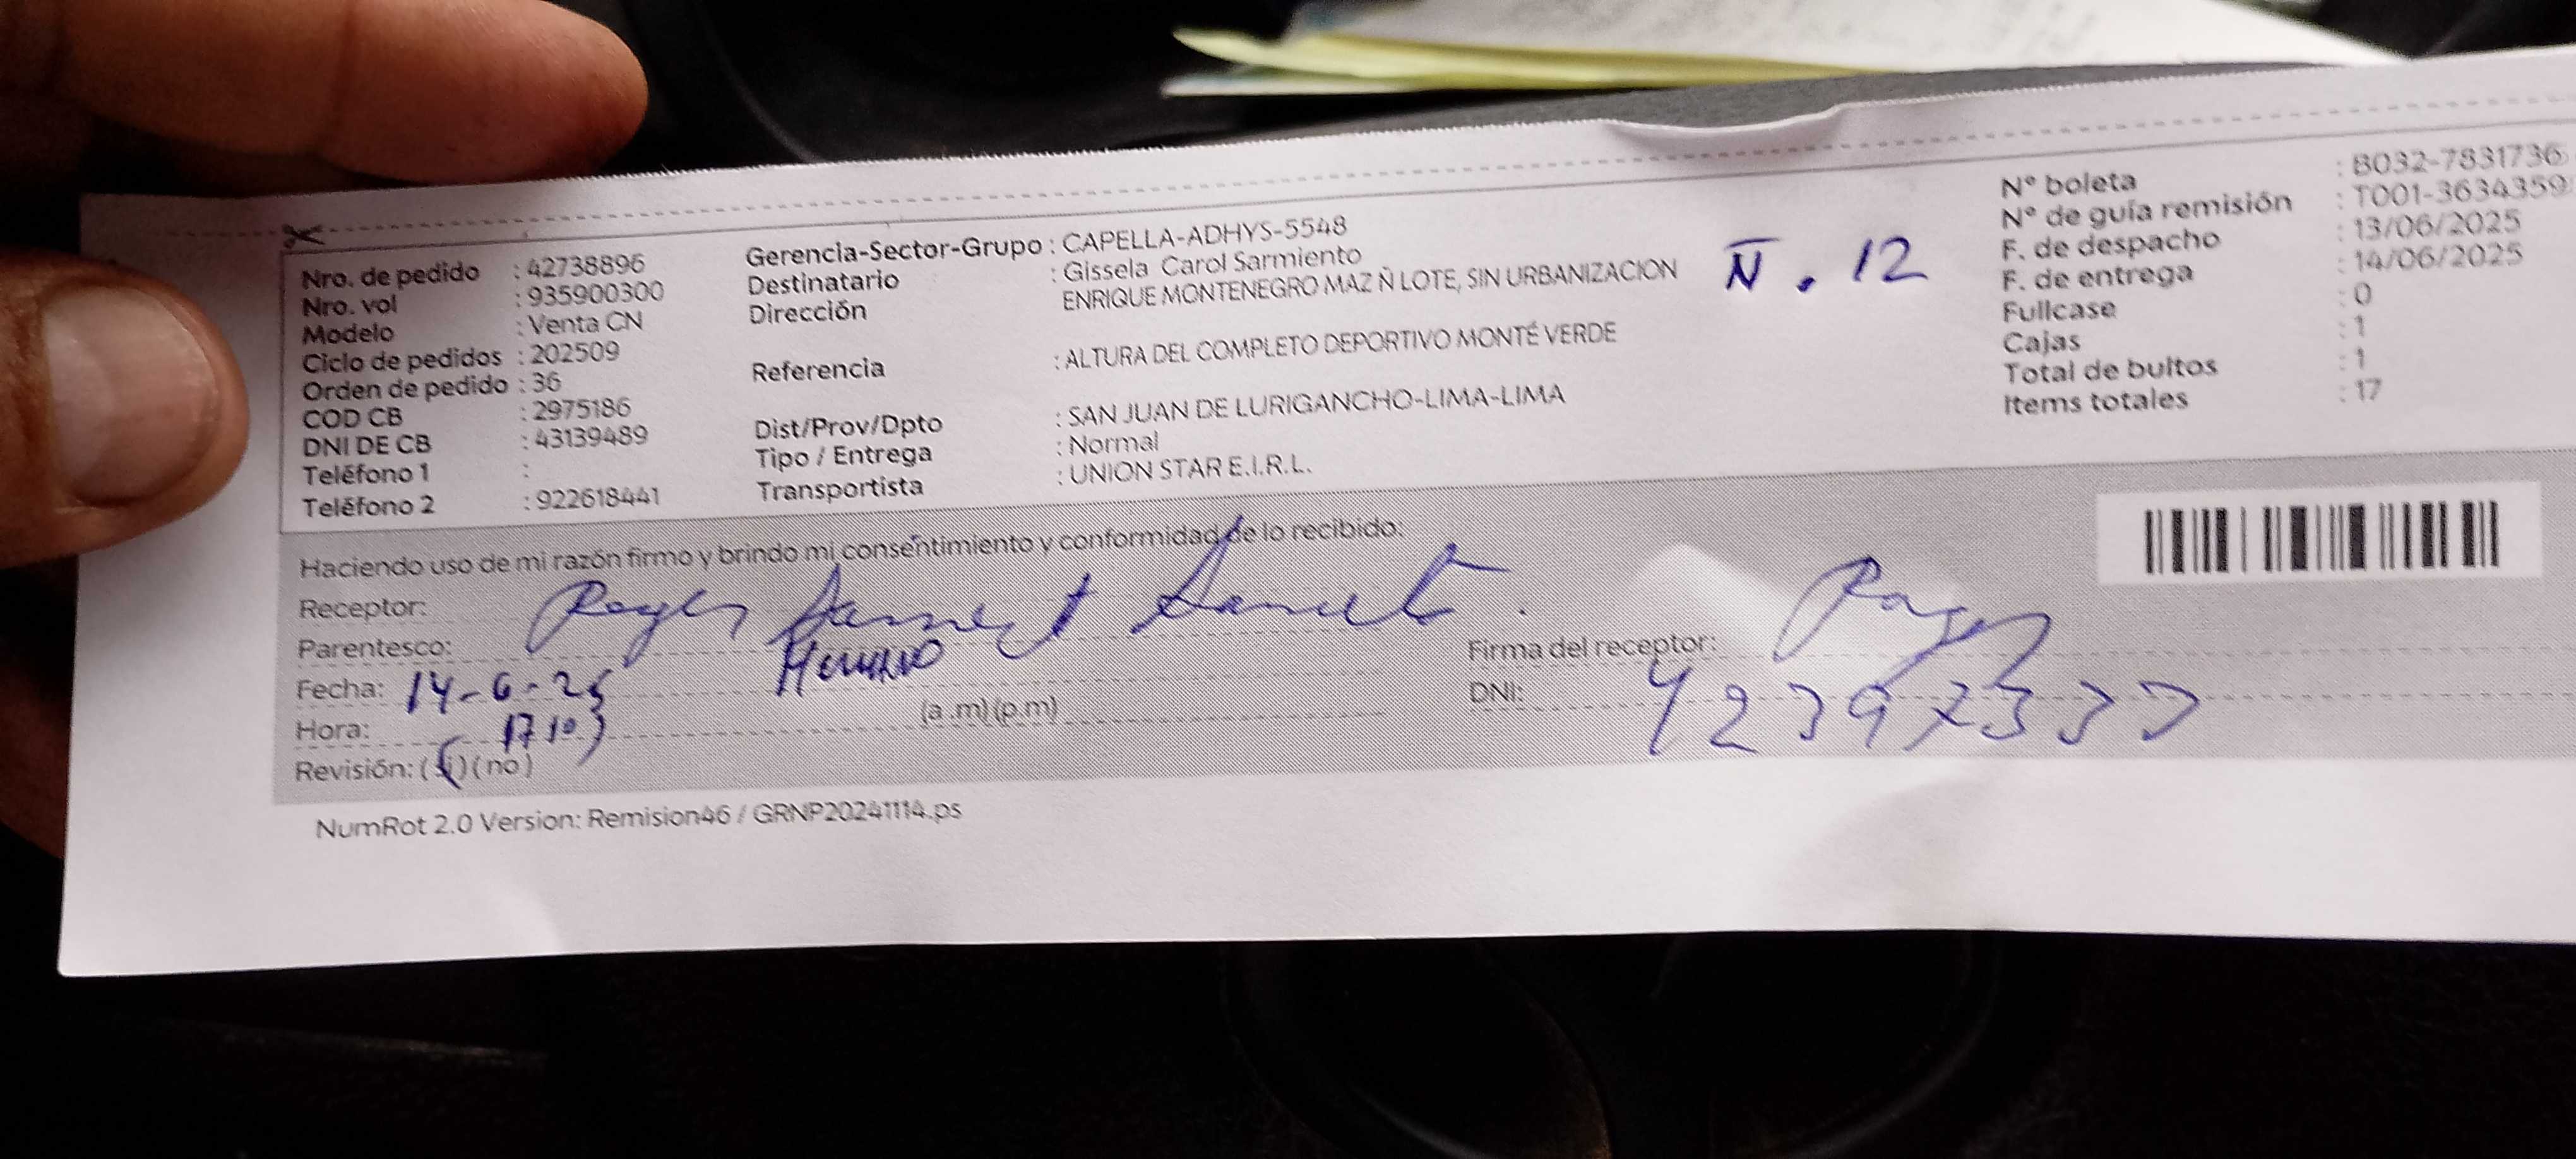 Nro. de pedido : 42738896
Nro. vol : 935900300
Modelo : Venta CN
Ciclo de pedidos : 202509
Orden de pedido : 36
COD CB : 2975186
DNI DE CB : 43139489
Teléfono 1 :
Teléfono 2 : 922618441
Gerencia-Sector-Grupo : CAPELLA-ADHYS-5548
Destinatario : Gissela Carol Sarmiento
Dirección ENRIQUE MONTENEGRO MAZ Ñ LOTE, SIN URBANIZACION
Referencia : ALTURA DEL COMPLETO DEPORTIVO MONTÉ VERDE
Dist/Prov/Dpto : SAN JUAN DE LURIGANCHO-LIMA-LIMA
Tipo / Entrega : Normal
Transportista : UNION STAR E.I.R.L.
Ñ . 12
N° boleta : B032-7831736
N° de guía remisión : T001-3634359
F. de despacho : 13/06/2025
F. de entrega : 14/06/2025
Fullcase : 0
Cajas : 1
Total de bultos : 1
Items totales : 17
Haciendo uso de mi razón firmo y brindo mi consentimiento y conformidad de lo recibido:
Receptor:
Parentesco:
Fecha: 14-6-25
Hora: (a .m) (p.m)
Revisión: (si) (no)
Firma del receptor:
DNI:
NumRot 2.0 Version: Remision46 / GRNP20241114.ps